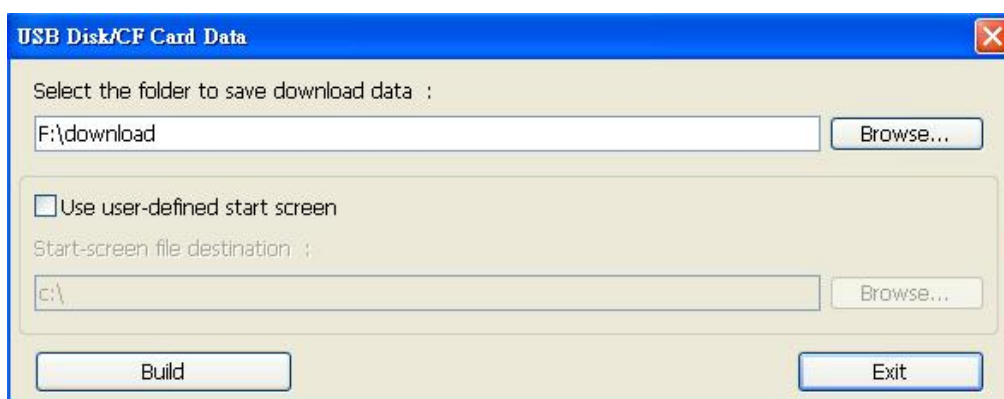 USB Disk/CF Card Data
Select the folder to save download data :
F:\download
Browse...
Use user-defined start screen
Start-screen file destination :
c:\
Browse...
Build
Exit